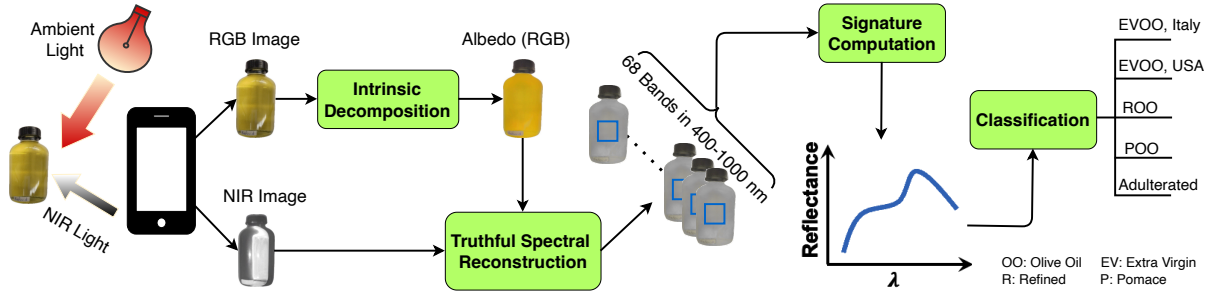 Ambient
Light
NIR Light
RGB Image
NIR Image
Intrinsic
Decomposition
Albedo (RGB)
Truthful Spectral
Reconstruction
68 Bands in 400-1000 nm
Signature
Computation
Reflectance
λ
Classification
EVOO, Italy
EVOO, USA
ROO
POO
Adulterated
OO: Olive Oil EV: Extra Virgin
R: Refined P: Pomace